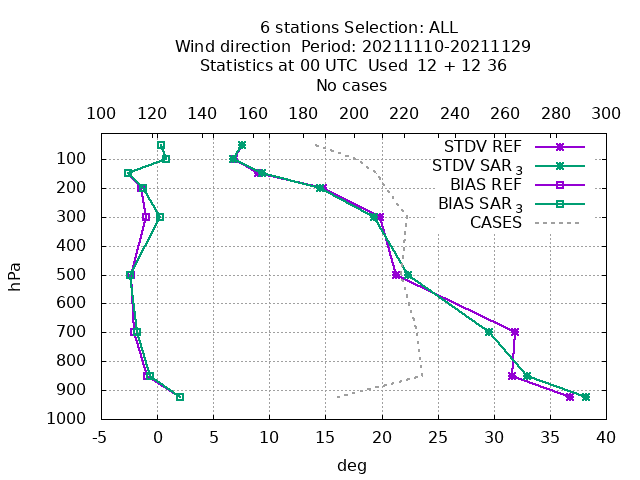 6 stations Selection: ALL
Wind direction  Period: 20211110-20211129
Statistics at 00 UTC  Used  12 + 12 36
No cases
100 120 140 160 180 200 220 240 260 280 300
STDV REF
STDV SAR 3
BIAS REF
BIAS SAR 3
CASES
hPa
100
200
300
400
500
600
700
800
900
1000
-5 0 5 10 15 20 25 30 35 40
deg